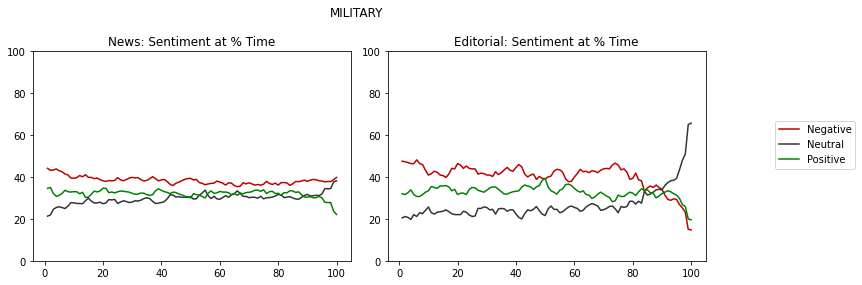 MILITARY
News: Sentiment at % Time
100
80
60
40
20
0
0 20 40 60 80 100
Editorial: Sentiment at % Time
100
80
60
40
20
0
0 20 40 60 80 100
Negative
Neutral
Positive